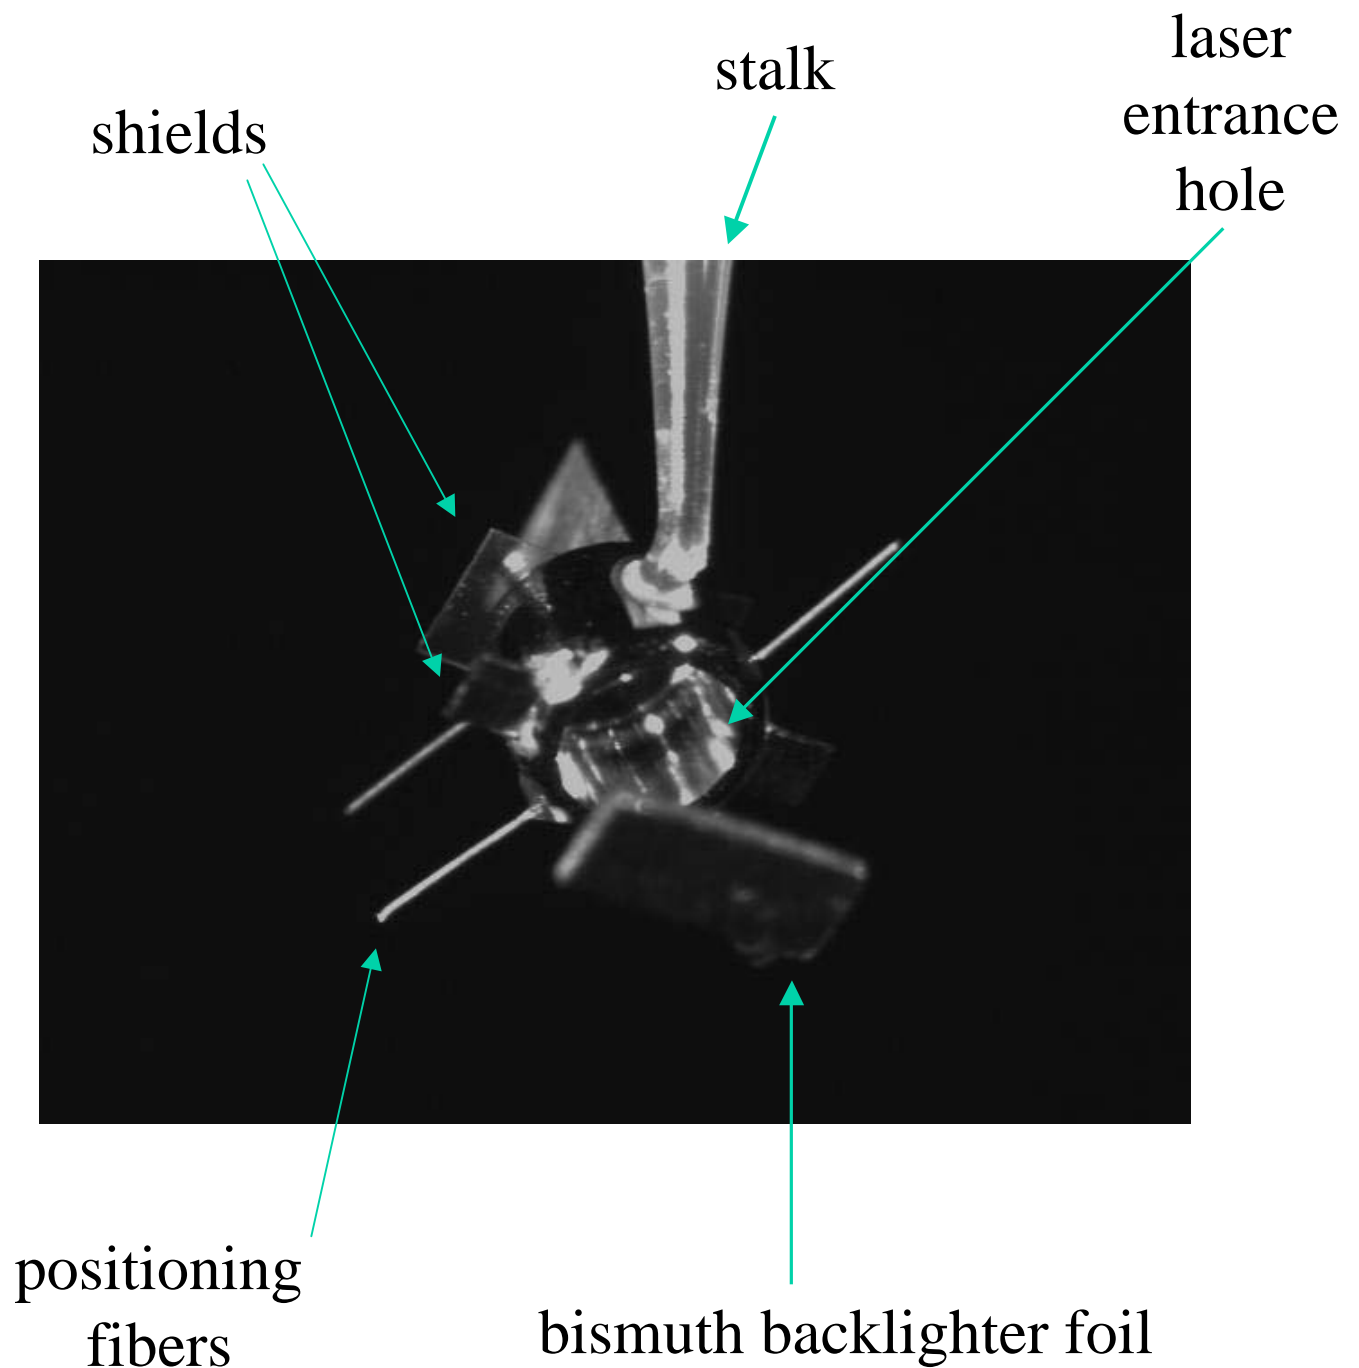 laser
entrance
hole
stalk
shields
positioning
fibers
bismuth backlighter foil